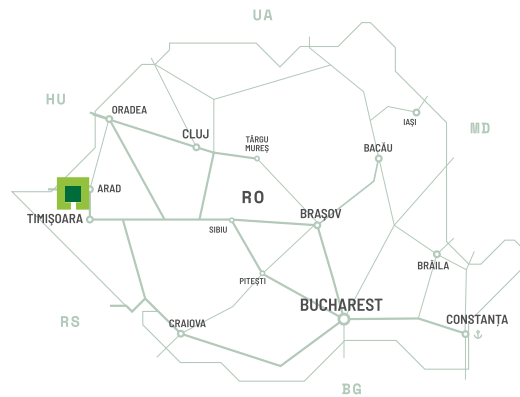 UA
HU
ORADEA
CLUJ
TÂRGU
MUREȘ
IAȘI
MD
BACĂU
ARAD
RO
TIMIȘOARA
BRAȘOV
SIBIU
BRĂILA
PITEȘTI
BUCHAREST
RS
CRAIOVA
CONSTANȚA
BG